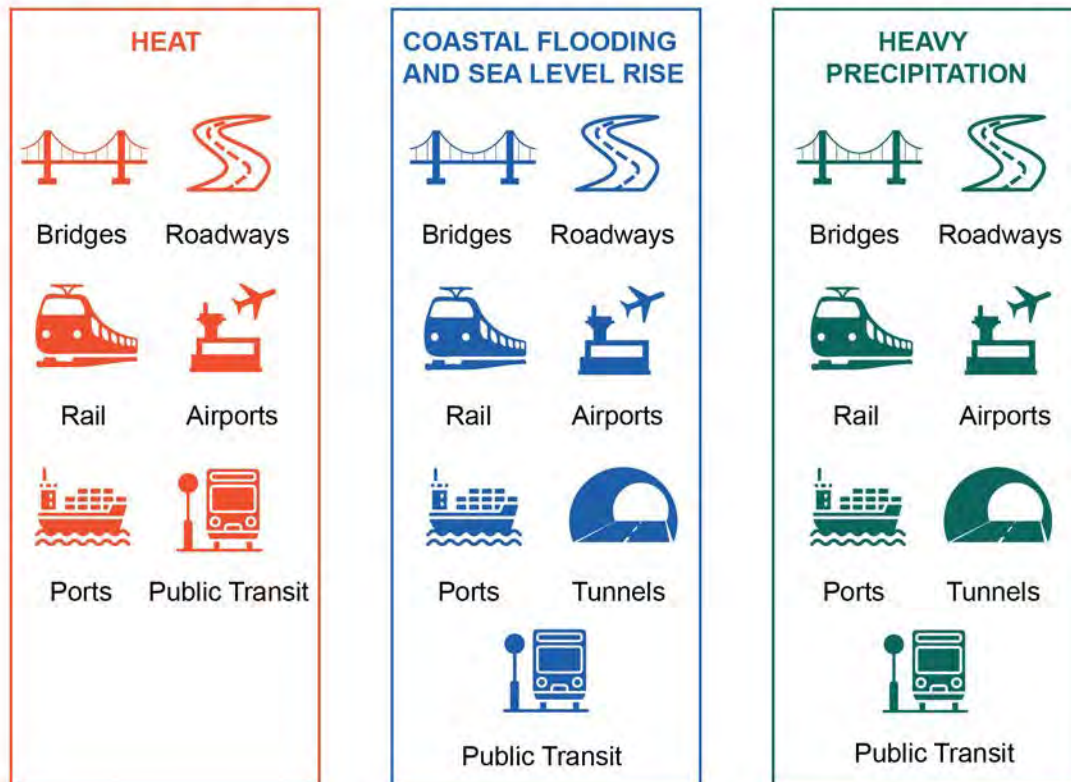 HEAT
Bridges Roadways
Rail Airports
Ports Public Transit
COASTAL FLOODING
AND SEA LEVEL RISE
Bridges Roadways
Rail Airports
Ports Tunnels
Public Transit
HEAVY
PRECIPITATION
Bridges Roadways
Rail Airports
Ports Tunnels
Public Transit